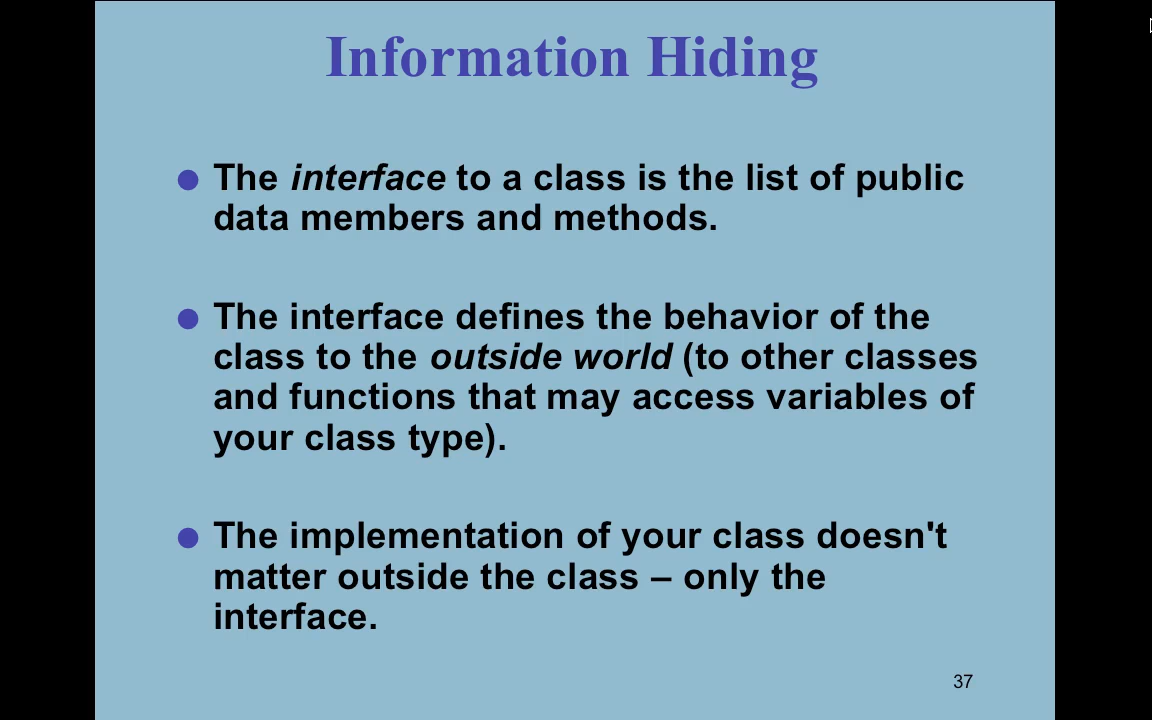 Information Hiding
● The interface to a class is the list of public
data members and methods.
● The interface defines the behavior of the
class to the outside world (to other classes
and functions that may access variables of
your class type).
● The implementation of your class doesn't
matter outside the class – only the
interface.
37